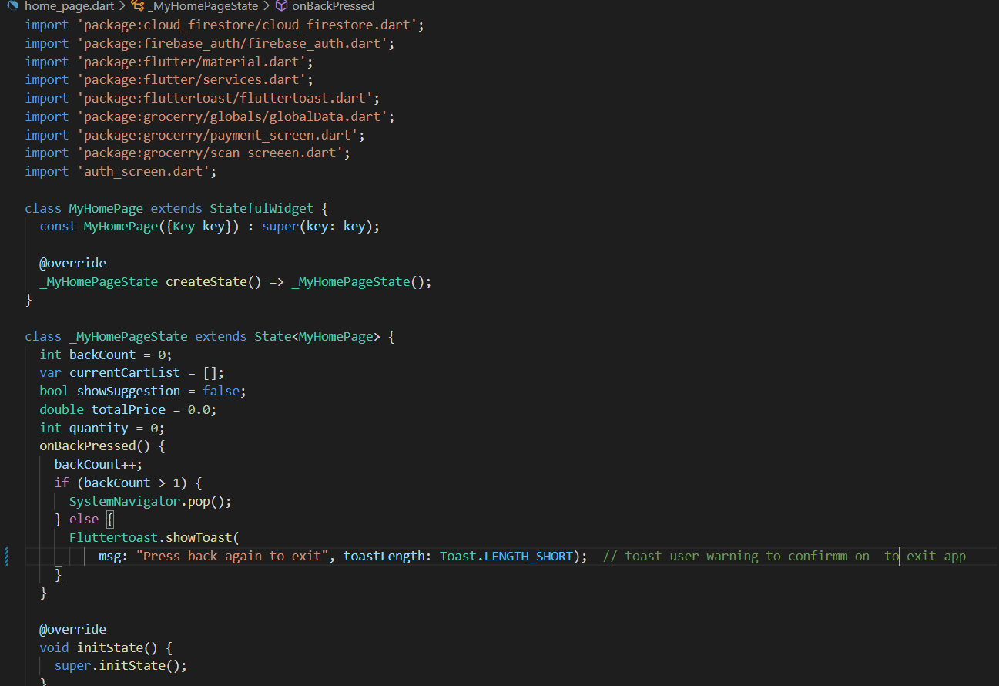 home_page.dart > _MyHomePageState > onBackPressed
import 'package:cloud_firestore/cloud_firestore.dart';
import 'package:firebase_auth/firebase_auth.dart';
import 'package:flutter/material.dart';
import 'package:flutter/services.dart';
import 'package:fluttertoast/fluttertoast.dart';
import 'package:grocerry/globals/globalData.dart';
import 'package:grocerry/payment_screen.dart';
import 'package:grocerry/scan_screeen.dart';
import 'auth_screen.dart';

class MyHomePage extends StatefulWidget {
  const MyHomePage({Key key}) : super(key: key);

  @override
  _MyHomePageState createState() => _MyHomePageState();
}

class _MyHomePageState extends State<MyHomePage> {
  int backCount = 0;
  var currentCartList = [];
  bool showSuggestion = false;
  double totalPrice = 0.0;
  int quantity = 0;
  onBackPressed() {
    backCount++;
    if (backCount > 1) {
      SystemNavigator.pop();
    } else {
      Fluttertoast.showToast(
          msg: "Press back again to exit", toastLength: Toast.LENGTH_SHORT);  // toast user warning to confirmm on  to exit app
    }
  }

  @override
  void initState() {
    super.initState();
  }